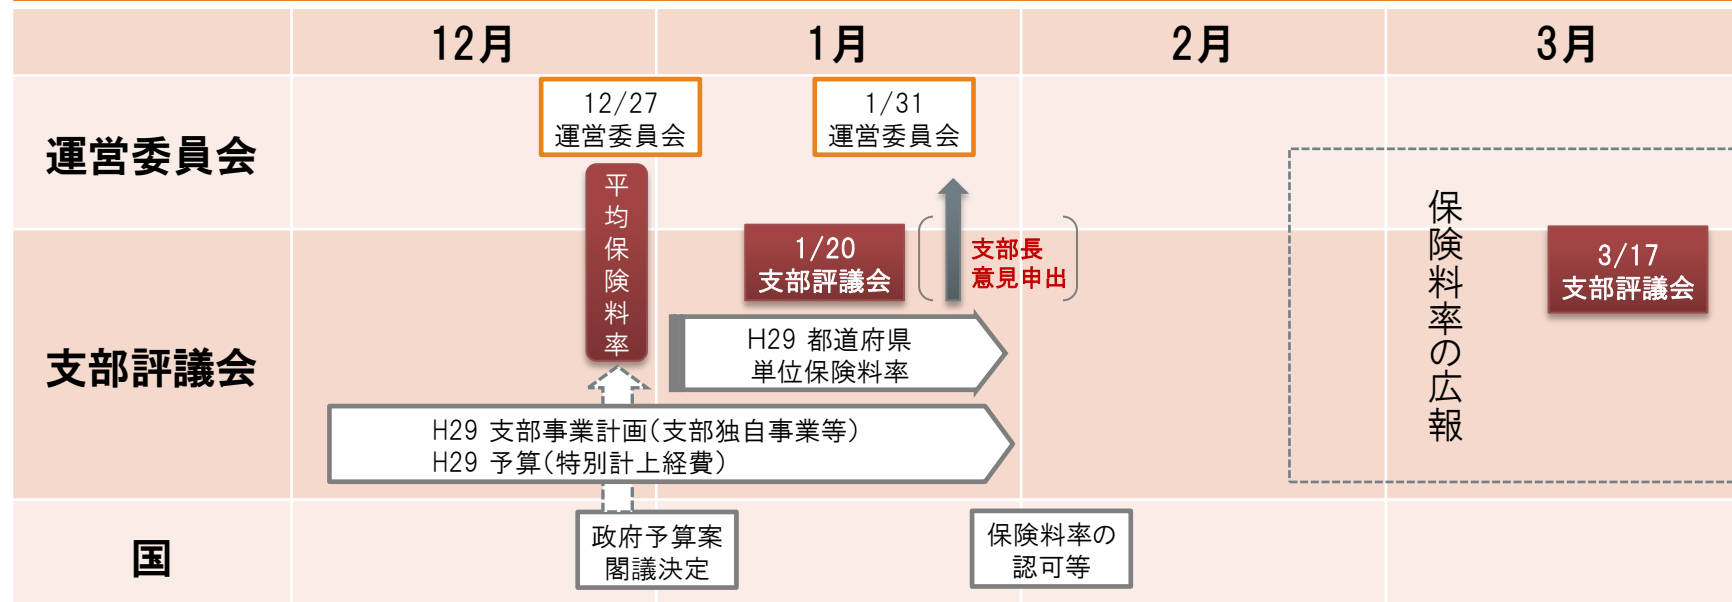 12月
1月
2月
3月
運営委員会
12/27
運営委員会
1/31
運営委員会
平均保険料率
支部評議会
1/20
支部評議会
支部長
意見申出
H29 都道府県
単位保険料率
H29 支部事業計画(支部独自事業等)
H29 予算(特別計上経費)
保険料率の広報
3/17
支部評議会
国
政府予算案
閣議決定
保険料率の
認可等